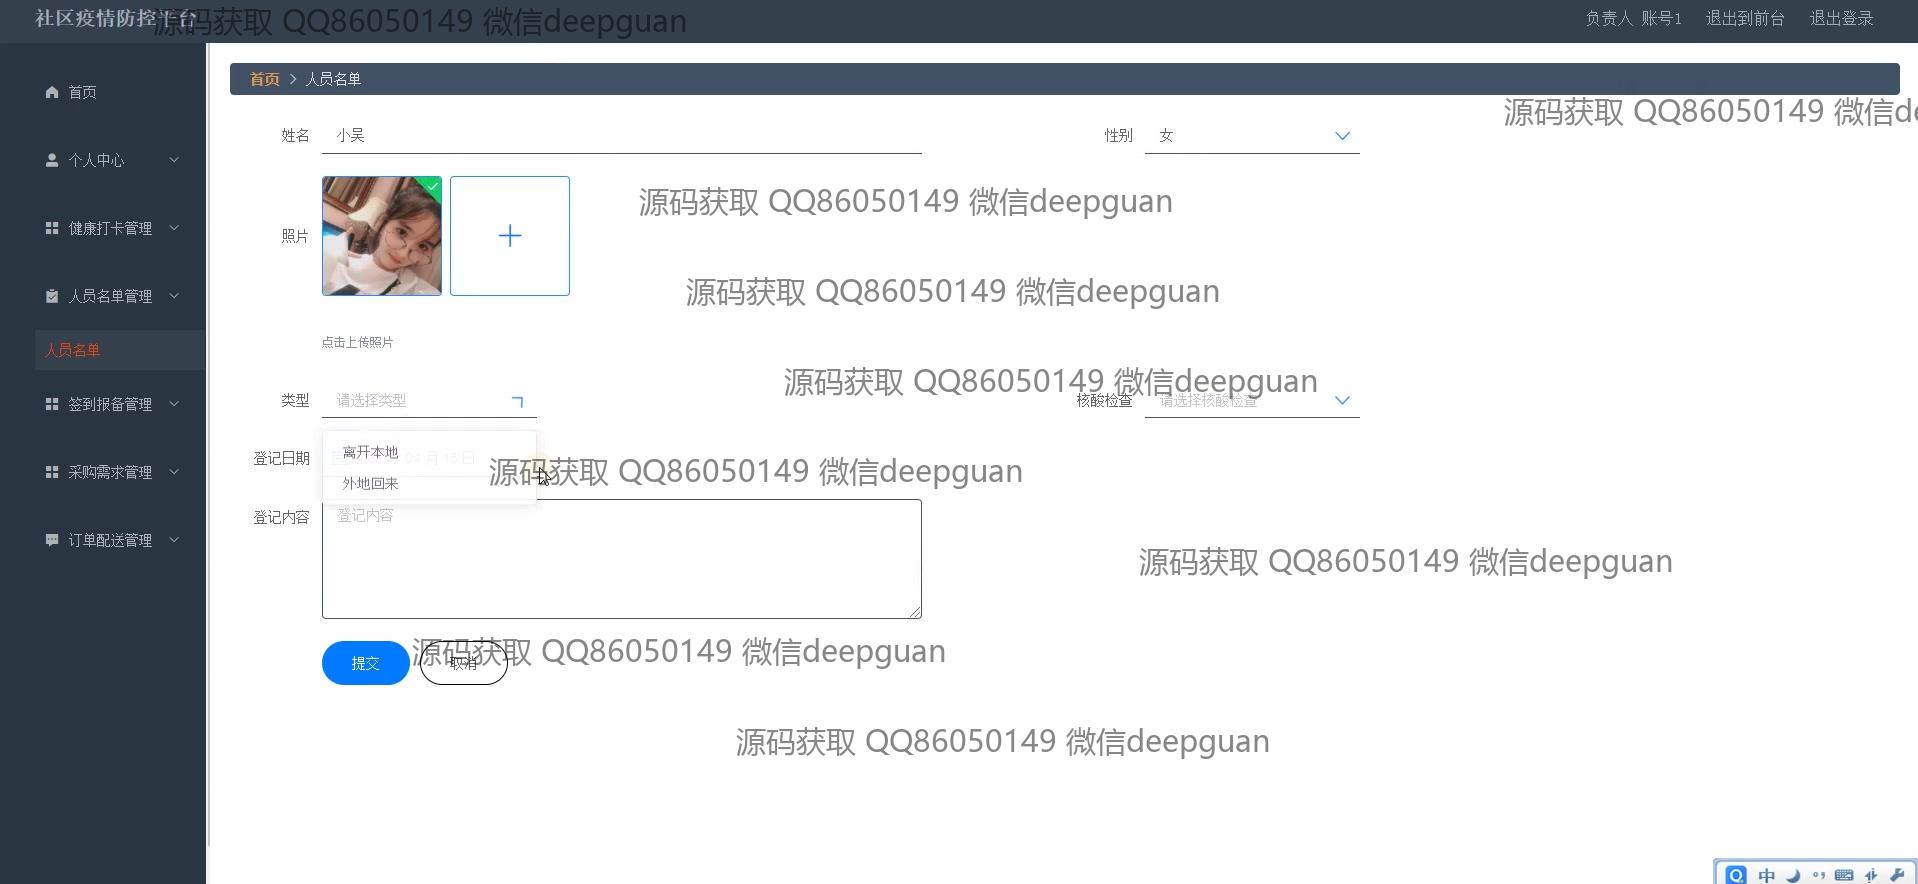 社区疫情防控平台
源码获取 QQ86050149 微信deepguan
负责人 账号1 退出到前台 退出登录
首页
个人中心
健康打卡管理
人员名单管理
人员名单
签到报备管理
采购需求管理
订单配送管理
首页 > 人员名单
源码获取 QQ86050149 微信de
姓名 小吴 性别 女
源码获取 QQ86050149 微信deepguan
照片
源码获取 QQ86050149 微信deepguan
点击上传照片
源码获取 QQ86050149 微信deepguan
类型 请选择类型 核酸检查 请选择核酸检查
离开本地
登记日期 04 月 15 日
源码获取 QQ86050149 微信deepguan
外地回来
登记内容 登记内容
源码获取 QQ86050149 微信deepguan
源码获取 QQ86050149 微信deepguan
提交 取消
源码获取 QQ86050149 微信deepguan
中